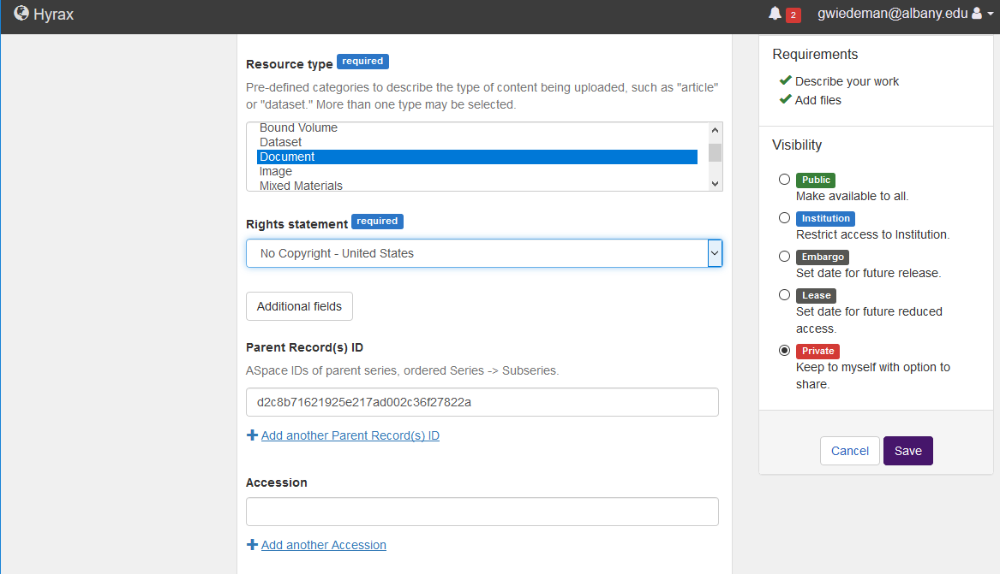 Hyrax
2
gwiedeman@albany.edu
Resource type required
Pre-defined categories to describe the type of content being uploaded, such as "article"
or "dataset." More than one type may be selected.
Bound Volume
Dataset
Document
Image
Mixed Materials
Rights statement required
No Copyright - United States
Additional fields
Parent Record(s) ID
ASpace IDs of parent series, ordered Series -> Subseries.
d2c8b71621925e217ad002c36f27822a
Add another Parent Record(s) ID
Accession
Add another Accession
Requirements
Describe your work
Add files
Visibility
Public
Make available to all.
Institution
Restrict access to Institution.
Embargo
Set date for future release.
Lease
Set date for future reduced
access.
Private
Keep to myself with option to
share.
Cancel
Save